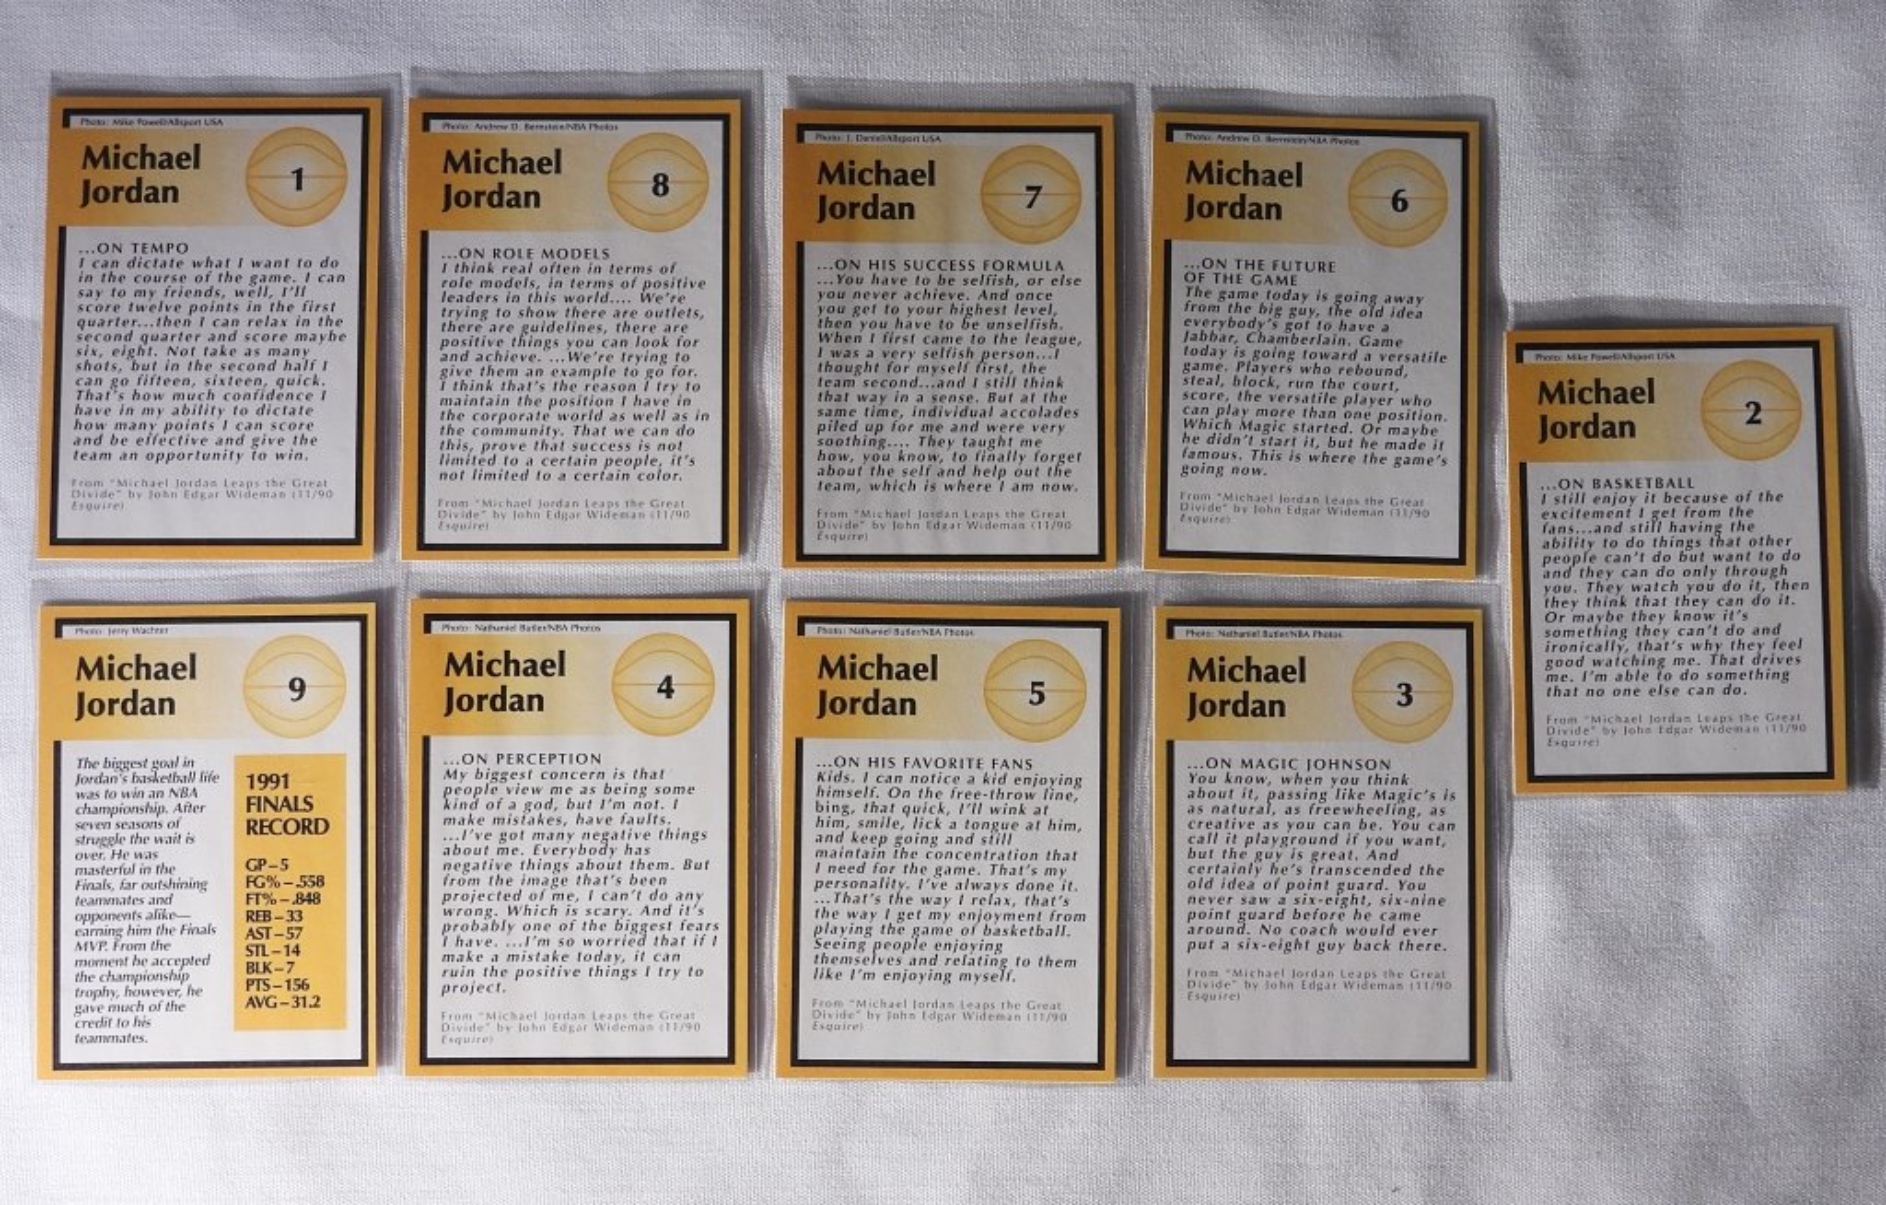 Photo: Mike Powell/Allsport USA
Michael
Jordan
1
...ON TEMPO
I can dictate what I want to do
in the course of the game. I can
say to my friends, well, I'll
score twelve points in the first
quarter...then I can relax in the
second quarter and score maybe
six, eight. Not take as many
shots, but in the second half I
can go fifteen, sixteen, quick.
That's how much confidence I
have in my ability to dictate
how many points I can score
and be effective and give the
team an opportunity to win.
From "Michael Jordan Leaps the Great
Divide" by John Edgar Wideman (11/90
Esquire)
Photo: Andrew D. Bernstein/NBA Photos
Michael
Jordan
8
...ON ROLE MODELS
I think real often in terms of
role models, in terms of positive
leaders in this world.... We're
trying to show there are outlets,
there are guidelines, there are
positive things you can look for
and achieve. ...We're trying to
give them an example to go for.
I think that's the reason I try to
maintain the position I have in
the corporate world as well as in
the community. That we can do
this, prove that success is not
limited to a certain people, it's
not limited to a certain color.
From "Michael Jordan Leaps the Great
Divide" by John Edgar Wideman (11/90
Esquire)
Photo: J. Daniel/Allsport USA
Michael
Jordan
7
...ON HIS SUCCESS FORMULA
...You have to be selfish, or else
you never achieve. And once
you get to your highest level,
then you have to be unselfish.
When I first came to the league,
I was a very selfish person...I
thought for myself first, the
team second...and I still think
that way in a sense. But at the
same time, individual accolades
piled up for me and were very
soothing.... They taught me
how, you know, to finally forget
about the self and help out the
team, which is where I am now.
From "Michael Jordan Leaps the Great
Divide" by John Edgar Wideman (11/90
Esquire)
Photo: Andrew D. Bernstein/NBA Photos
Michael
Jordan
6
...ON THE FUTURE
OF THE GAME
The game today is going away
from the big guy, the old idea
everybody's got to have a
Jabbar, Chamberlain. Game
today is going toward a versatile
game. Players who rebound,
steal, block, run the court,
score, the versatile player who
can play more than one position.
Which Magic started. Or maybe
he didn't start it, but he made it
famous. This is where the game's
going now.
From "Michael Jordan Leaps the Great
Divide" by John Edgar Wideman (11/90
Esquire)
Photo: Mike Powell/Allsport USA
Michael
Jordan
2
...ON BASKETBALL
I still enjoy it because of the
excitement I get from the
fans...and still having the
ability to do things that other
people can't do but want to do
and they can do only through
you. They watch you do it, then
they think that they can do it.
Or maybe they know it's
something they can't do and
ironically, that's why they feel
good watching me. That drives
me. I'm able to do something
that no one else can do.
From "Michael Jordan Leaps the Great
Divide" by John Edgar Wideman (11/90
Esquire)
Photo: Jerry Wachter
Michael
Jordan
9
The biggest goal in
Jordan's basketball life
was to win an NBA
championship. After
seven seasons of
struggle the wait is
over. He was
masterful in the
Finals, far outshining
teammates and
opponents alike—
earning him the Finals
MVP. From the
moment he accepted
the championship
trophy, however, he
gave much of the
credit to his
teammates.
1991
FINALS
RECORD
GP–5
FG%–.558
FT%–.848
REB–33
AST–57
STL–14
BLK–7
PTS–156
AVG–31.2
Photo: Nathaniel Butler/NBA Photos
Michael
Jordan
4
...ON PERCEPTION
My biggest concern is that
people view me as being some
kind of a god, but I'm not. I
make mistakes, have faults.
...I've got many negative things
about me. Everybody has
negative things about them. But
from the image that's been
projected of me, I can't do any
wrong. Which is scary. And it's
probably one of the biggest fears
I have. ...I'm so worried that if I
make a mistake today, it can
ruin the positive things I try to
project.
From "Michael Jordan Leaps the Great
Divide" by John Edgar Wideman (11/90
Esquire)
Photo: Nathaniel Butler/NBA Photos
Michael
Jordan
5
...ON HIS FAVORITE FANS
Kids. I can notice a kid enjoying
himself. On the free-throw line,
bing, that quick, I'll wink at
him, smile, lick a tongue at him,
and keep going and still
maintain the concentration that
I need for the game. That's my
personality. I've always done it.
...That's the way I relax, that's
the way I get my enjoyment from
playing the game of basketball.
Seeing people enjoying
themselves and relating to them
like I'm enjoying myself.
From "Michael Jordan Leaps the Great
Divide" by John Edgar Wideman (11/90
Esquire)
Photo: Nathaniel Butler/NBA Photos
Michael
Jordan
3
...ON MAGIC JOHNSON
You know, when you think
about it, passing like Magic's is
as natural, as freewheeling, as
creative as you can be. You can
call it playground if you want,
but the guy is great. And
certainly he's transcended the
old idea of point guard. You
never saw a six-eight, six-nine
point guard before he came
around. No coach would ever
put a six-eight guy back there.
From "Michael Jordan Leaps the Great
Divide" by John Edgar Wideman (11/90
Esquire)